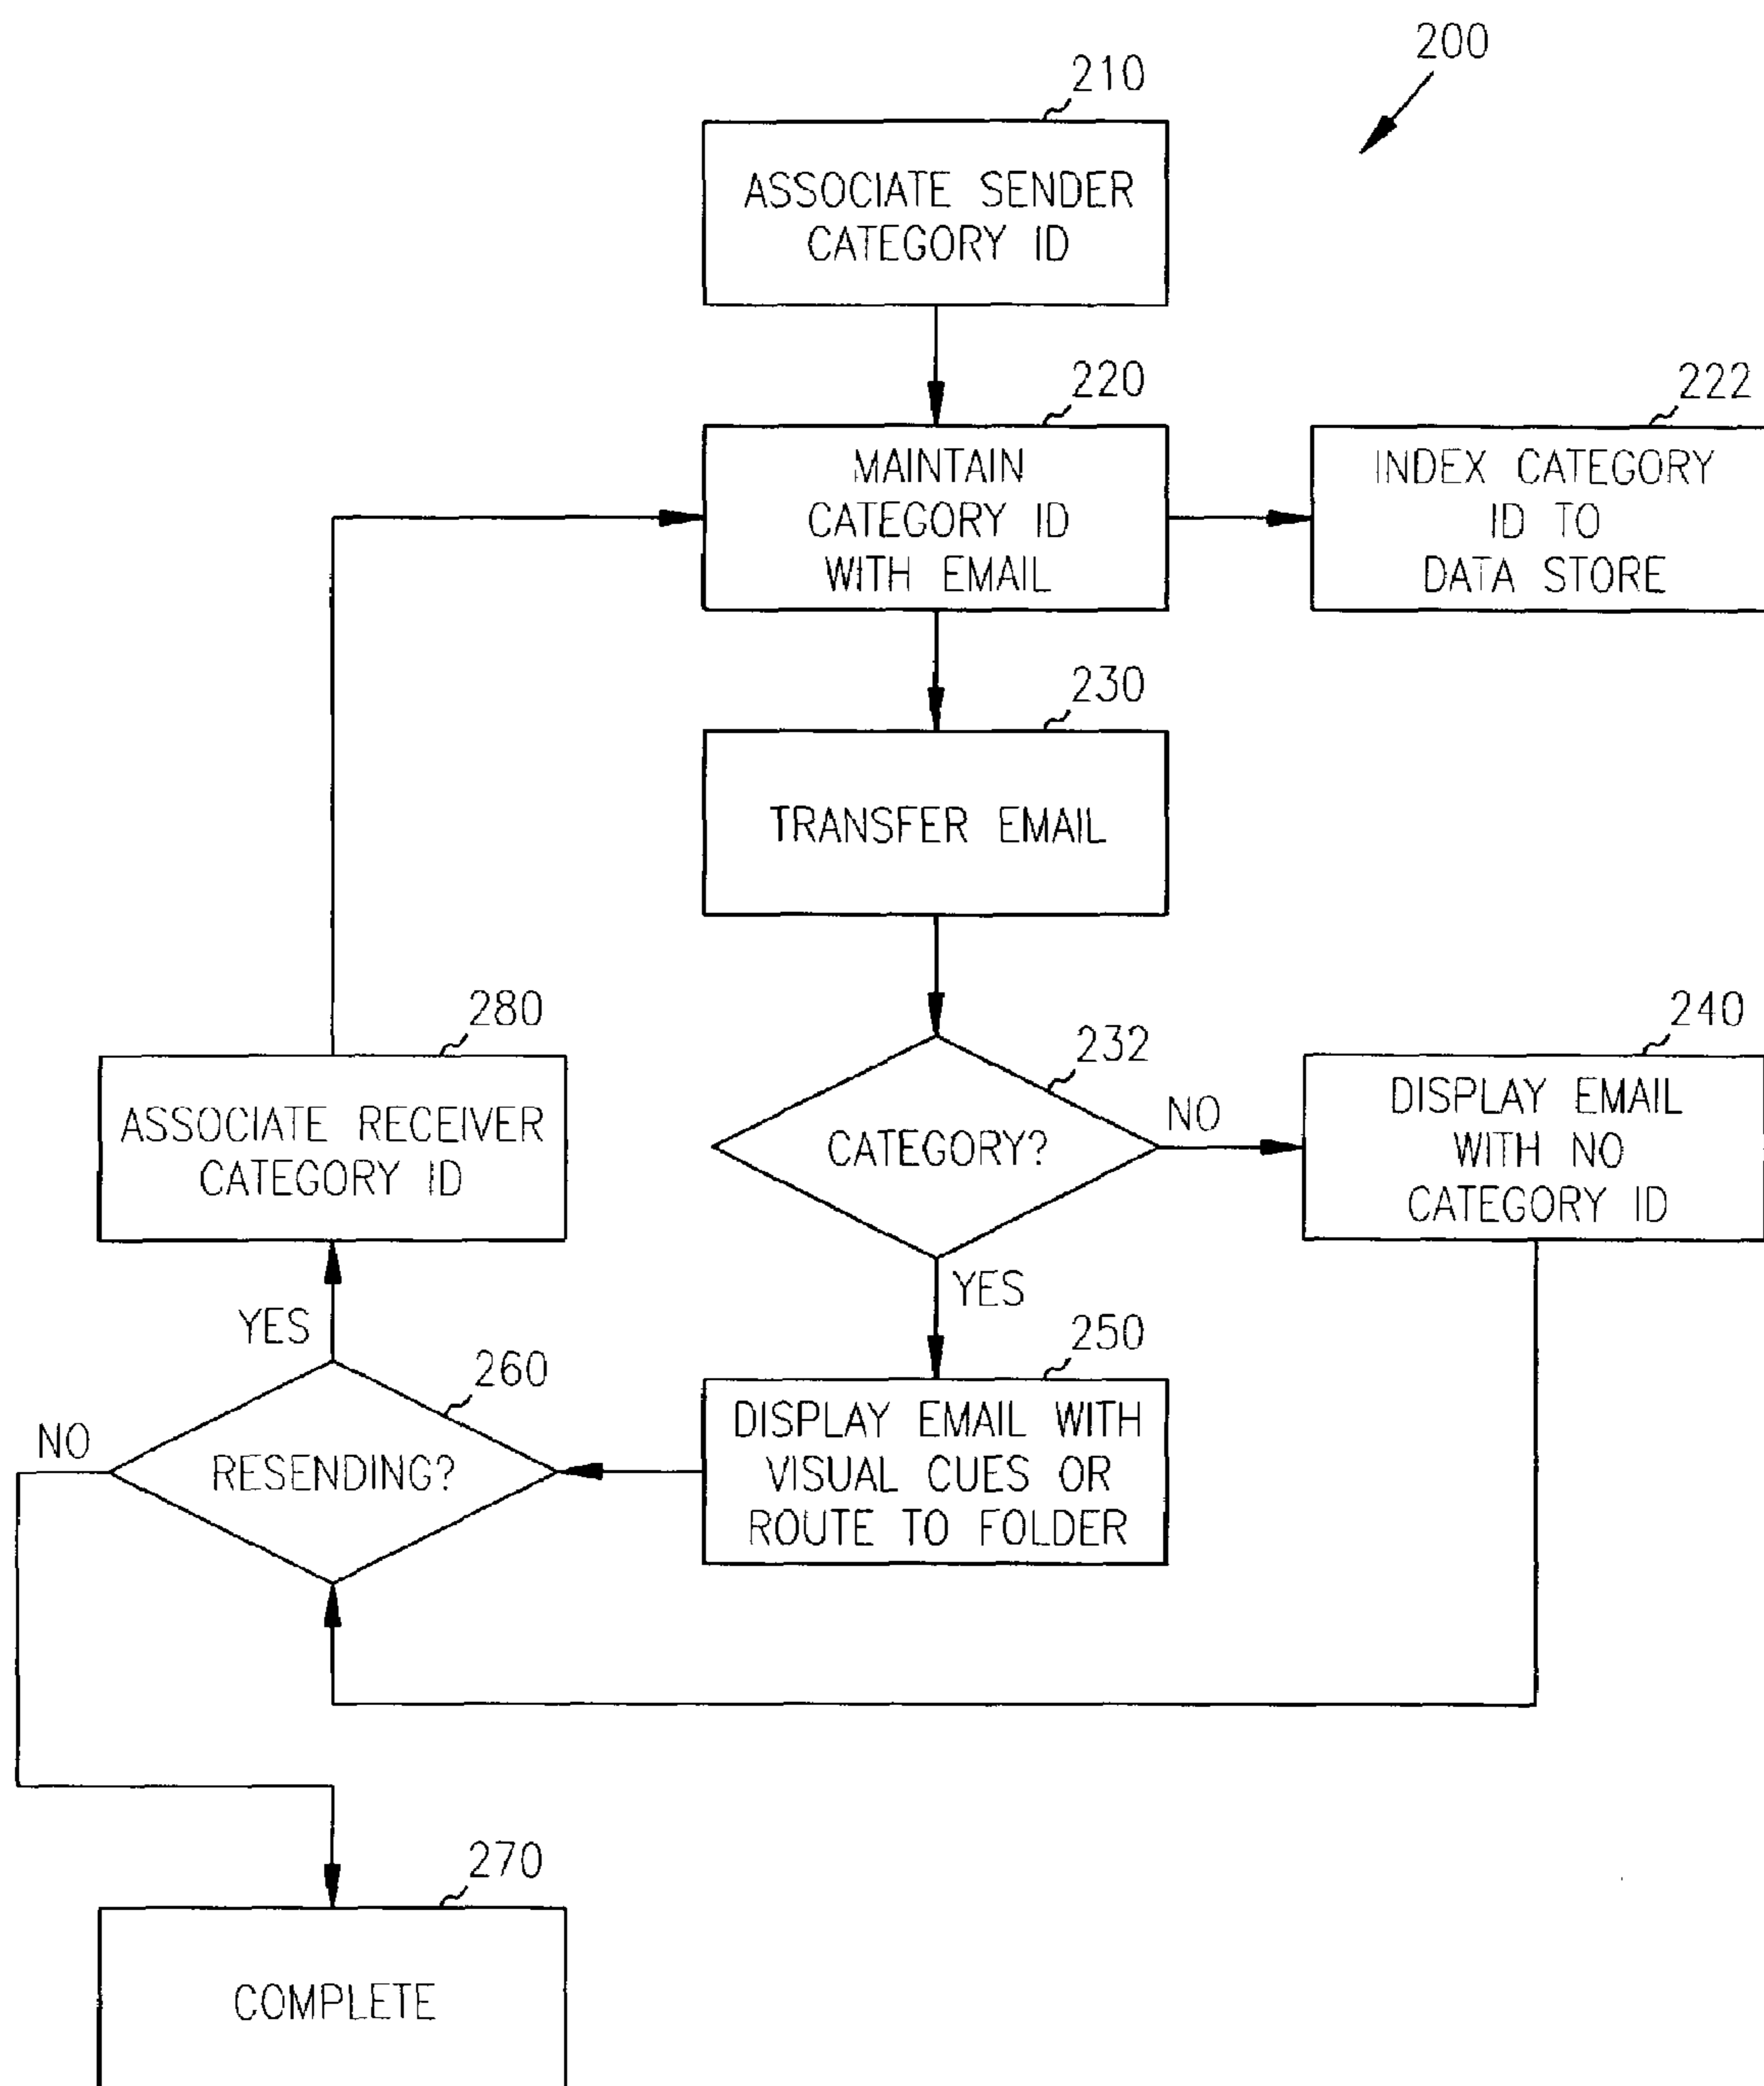 200
210
ASSOCIATE SENDER
CATEGORY ID
220
MAINTAIN
CATEGORY ID
WITH EMAIL
222
INDEX CATEGORY
ID TO
DATA STORE
230
TRANSFER EMAIL
232
CATEGORY?
NO
YES
240
DISPLAY EMAIL
WITH NO
CATEGORY ID
250
DISPLAY EMAIL WITH
VISUAL CUES OR
ROUTE TO FOLDER
260
RESENDING?
YES
NO
280
ASSOCIATE RECEIVER
CATEGORY ID
270
COMPLETE